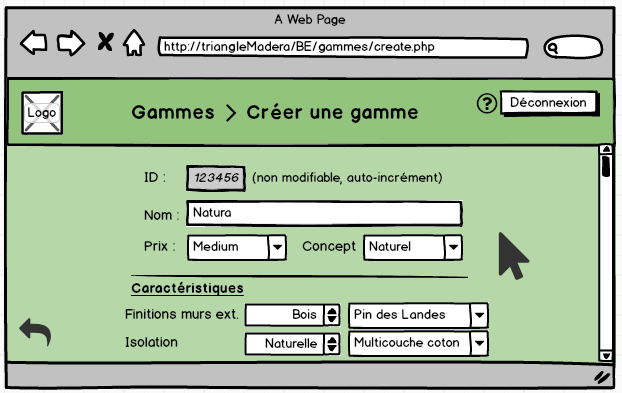 A Web Page
http://triangleMadera/BE/gammes/create.php
Logo
Gammes > Créer une gamme
? Déconnexion
ID : 123456 (non modifiable, auto-incrément)
Nom : Natura
Prix : Medium Concept Naturel
Caractéristiques
Finitions murs ext. Bois Pin des Landes
Isolation Naturelle Multicouche coton